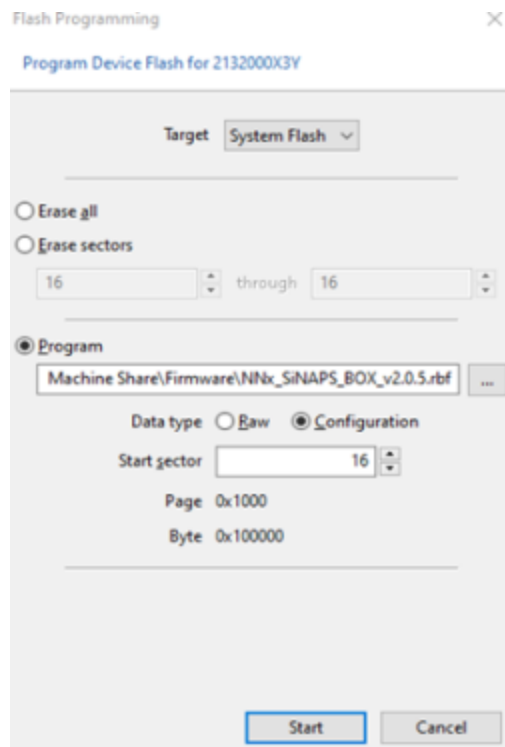 Flash Programming
Program Device Flash for 2132000X3Y
Target System Flash
Erase all
Erase sectors
16 through 16
Program
Machine Share\Firmware\NNx_SiNAPS_BOX_v2.0.5.rbf ...
Data type Raw Configuration
Start sector 16
Page 0x1000
Byte 0x100000
Start Cancel